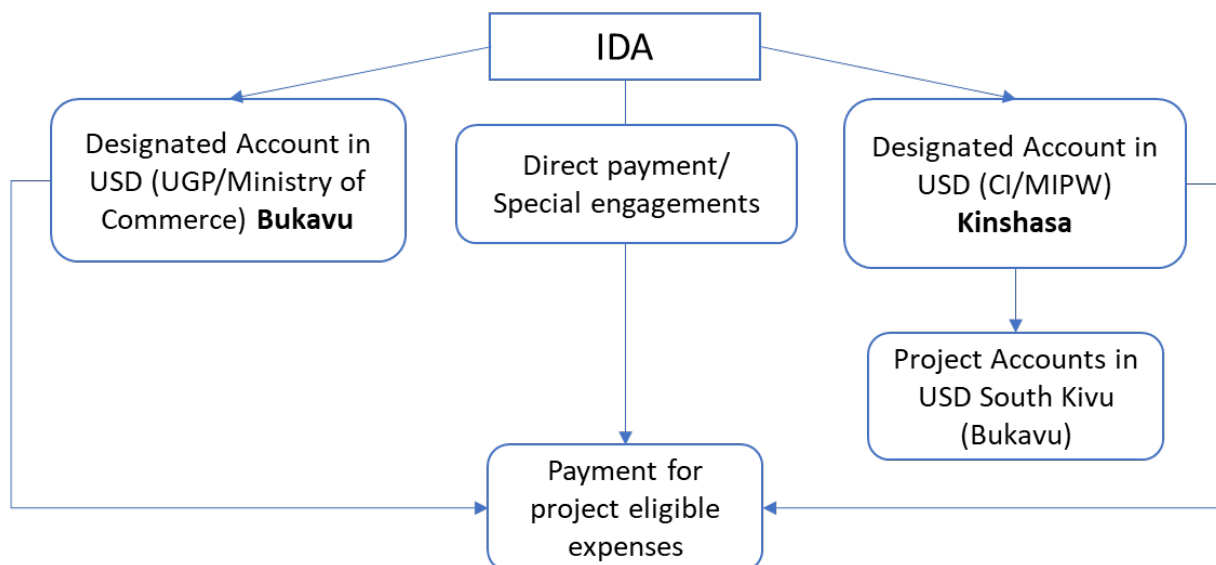 IDA
Designated Account in
USD (UGP/Ministry of
Commerce) Bukavu
Direct payment/
Special engagements
Designated Account in
USD (CI/MIPW)
Kinshasa
Project Accounts in
USD South Kivu
(Bukavu)
Payment for
project eligible
expenses